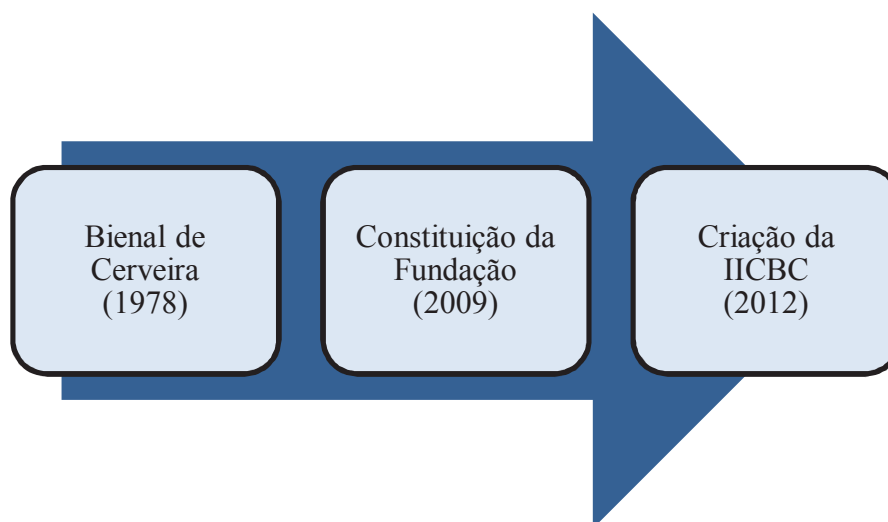 Bienal de
Cerveira
(1978)
Constituição da
Fundação
(2009)
Criação da
IICBC
(2012)